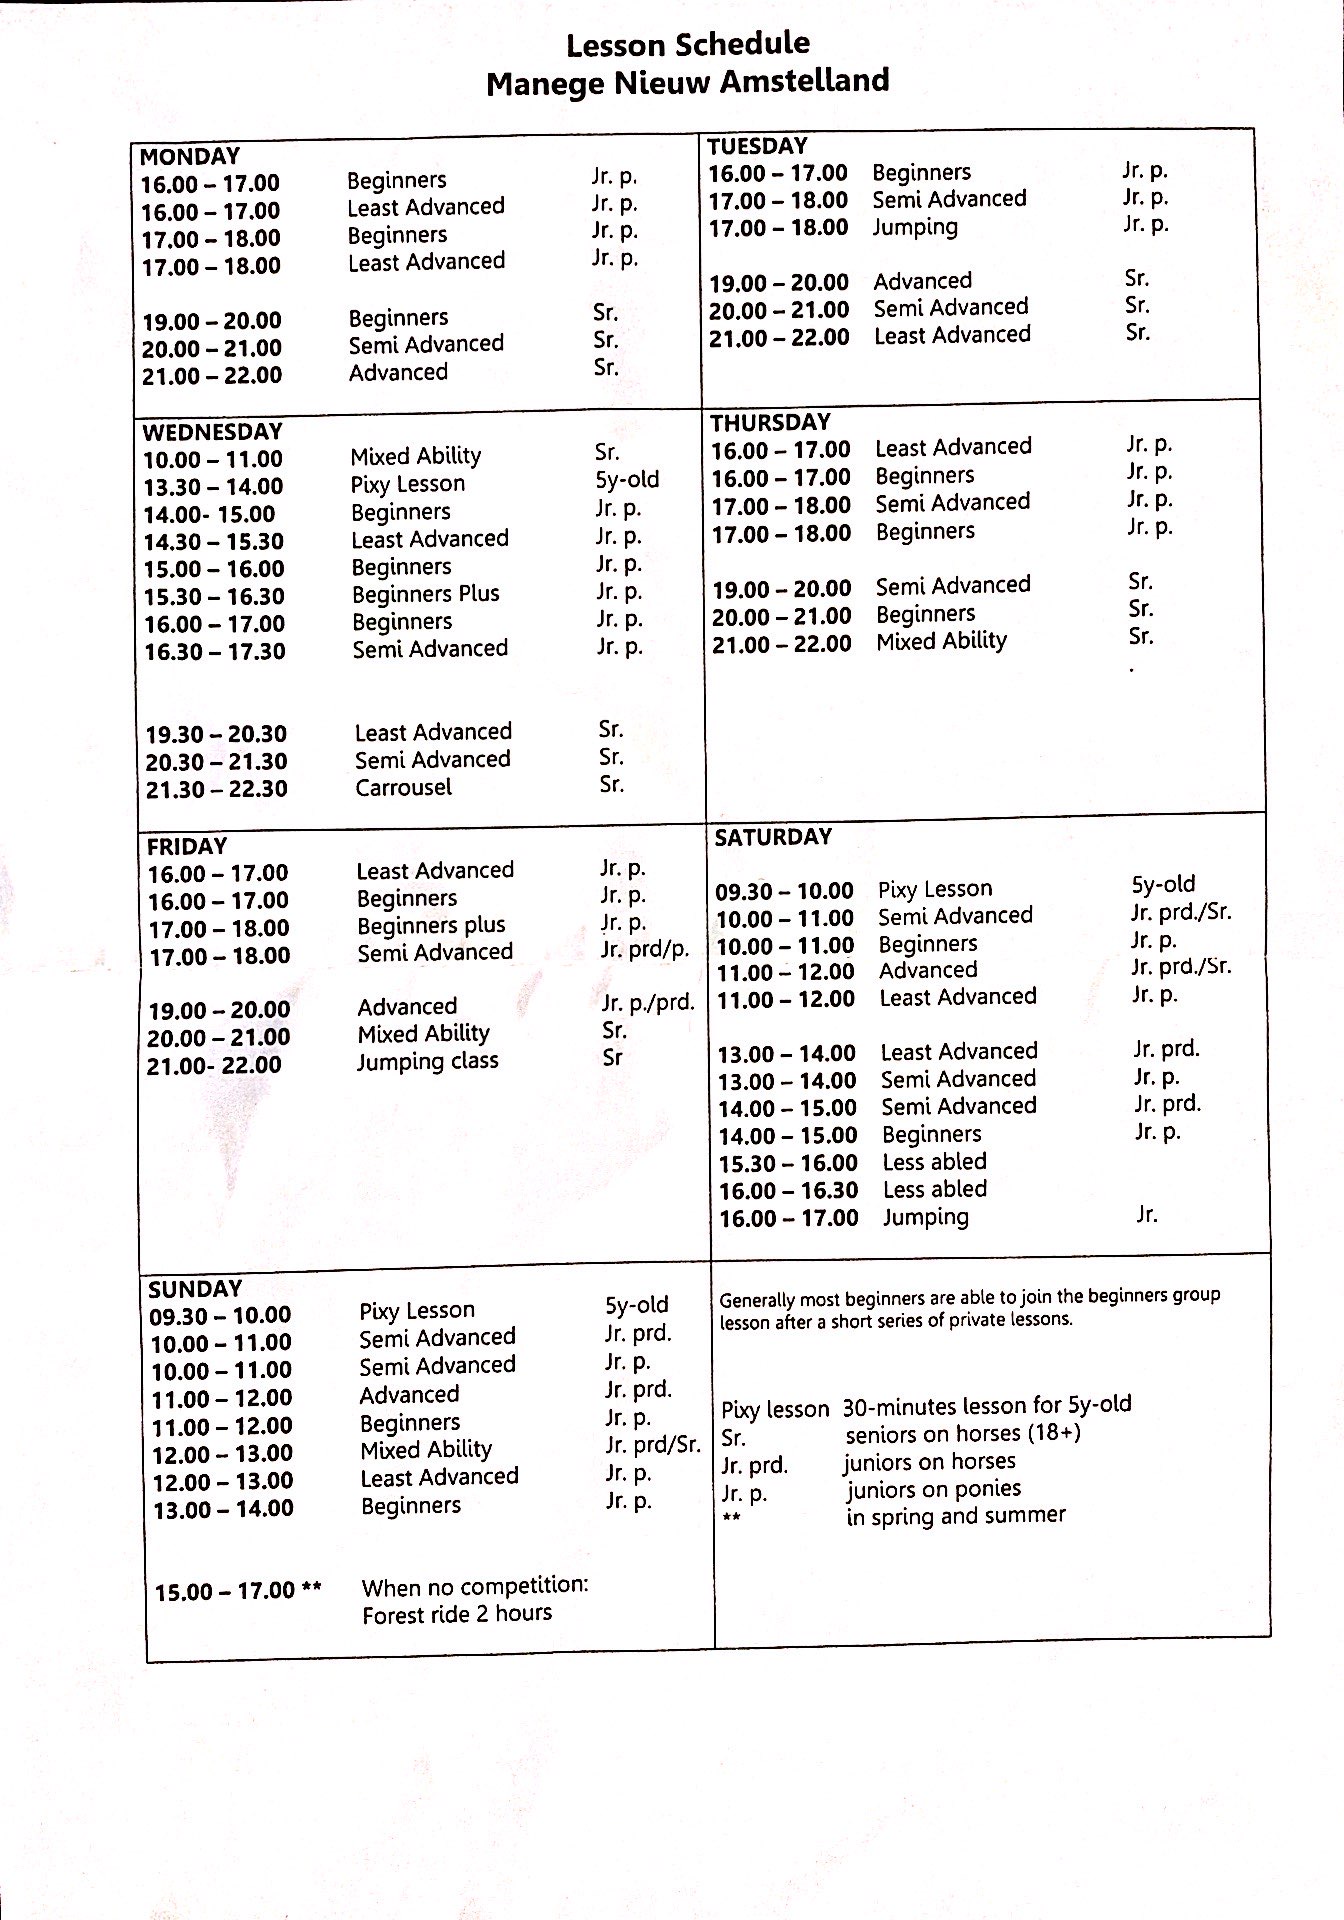 Lesson Schedule
Manege Nieuw Amstelland
MONDAY
16.00 – 17.00 Beginners Jr. p.
16.00 – 17.00 Least Advanced Jr. p.
17.00 – 18.00 Beginners Jr. p.
17.00 – 18.00 Least Advanced Jr. p.
19.00 – 20.00 Beginners Sr.
20.00 – 21.00 Semi Advanced Sr.
21.00 – 22.00 Advanced Sr.
TUESDAY
16.00 – 17.00 Beginners Jr. p.
17.00 – 18.00 Semi Advanced Jr. p.
17.00 – 18.00 Jumping Jr. p.
19.00 – 20.00 Advanced Sr.
20.00 – 21.00 Semi Advanced Sr.
21.00 – 22.00 Least Advanced Sr.
WEDNESDAY
10.00 – 11.00 Mixed Ability Sr.
13.30 – 14.00 Pixy Lesson 5y-old
14.00- 15.00 Beginners Jr. p.
14.30 – 15.30 Least Advanced Jr. p.
15.00 – 16.00 Beginners Jr. p.
15.30 – 16.30 Beginners Plus Jr. p.
16.00 – 17.00 Beginners Jr. p.
16.30 – 17.30 Semi Advanced Jr. p.
19.30 – 20.30 Least Advanced Sr.
20.30 – 21.30 Semi Advanced Sr.
21.30 – 22.30 Carrousel Sr.
THURSDAY
16.00 – 17.00 Least Advanced Jr. p.
16.00 – 17.00 Beginners Jr. p.
17.00 – 18.00 Semi Advanced Jr. p.
17.00 – 18.00 Beginners Jr. p.
19.00 – 20.00 Semi Advanced Sr.
20.00 – 21.00 Beginners Sr.
21.00 – 22.00 Mixed Ability Sr.
.
FRIDAY
16.00 – 17.00 Least Advanced Jr. p.
16.00 – 17.00 Beginners Jr. p.
17.00 – 18.00 Beginners plus Jr. p.
17.00 – 18.00 Semi Advanced Jr. prd/p.
19.00 – 20.00 Advanced Jr. p./prd.
20.00 – 21.00 Mixed Ability Sr.
21.00- 22.00 Jumping class Sr
SATURDAY
09.30 – 10.00 Pixy Lesson 5y-old
10.00 – 11.00 Semi Advanced Jr. prd./Sr.
10.00 – 11.00 Beginners Jr. p.
11.00 – 12.00 Advanced Jr. prd./Sr.
11.00 – 12.00 Least Advanced Jr. p.
13.00 – 14.00 Least Advanced Jr. prd.
13.00 – 14.00 Semi Advanced Jr. p.
14.00 – 15.00 Semi Advanced Jr. prd.
14.00 – 15.00 Beginners Jr. p.
15.30 – 16.00 Less abled
16.00 – 16.30 Less abled
16.00 – 17.00 Jumping Jr.
SUNDAY
09.30 – 10.00 Pixy Lesson 5y-old
10.00 – 11.00 Semi Advanced Jr. prd.
10.00 – 11.00 Semi Advanced Jr. p.
11.00 – 12.00 Advanced Jr. prd.
11.00 – 12.00 Beginners Jr. p.
12.00 – 13.00 Mixed Ability Jr. prd/Sr.
12.00 – 13.00 Least Advanced Jr. p.
13.00 – 14.00 Beginners Jr. p.
15.00 – 17.00 ** When no competition:
Forest ride 2 hours
Generally most beginners are able to join the beginners group
lesson after a short series of private lessons.
Pixy lesson 30-minutes lesson for 5y-old
Sr. seniors on horses (18+)
Jr. prd. juniors on horses
Jr. p. juniors on ponies
** in spring and summer